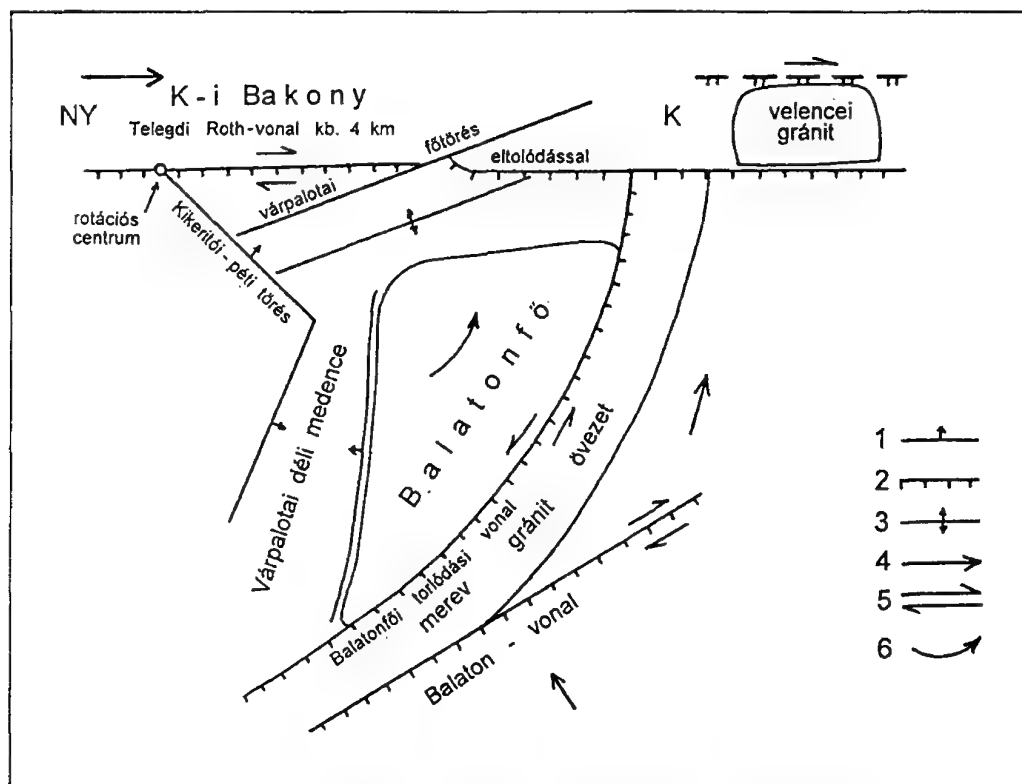 K-i Bakony
NY
Telegdi Roth-vonal kb. 4 km
K
velencei
gránit
főtörés
eltolódással
várpalotai
rotációs
centrum
Kikeritói-péti törés
Várpalotai déli medence
Balatonfő
Balatonfői torlódási vonal
merev gránit övezet
Balaton - vonal
1
2
3
4
5
6